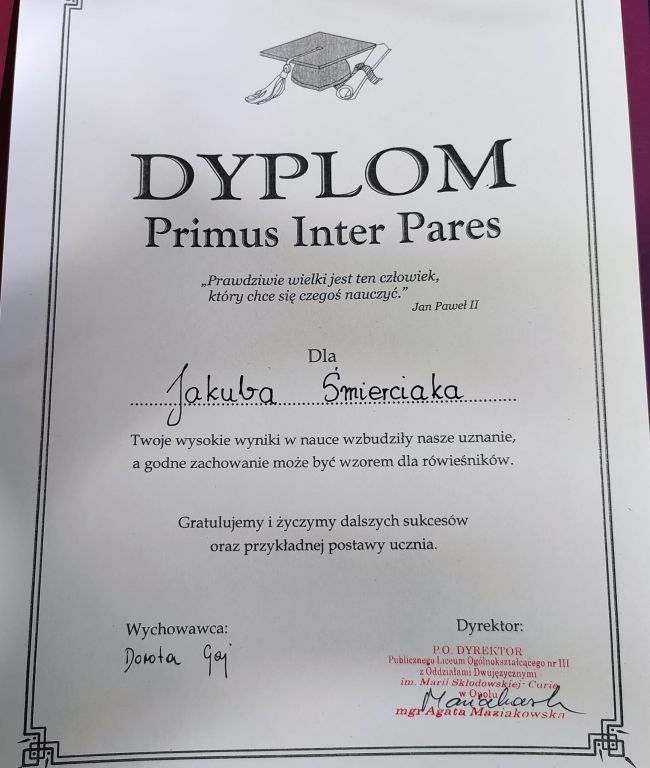 DYPLOM
Primus Inter Pares
„Prawdziwie wielki jest ten człowiek,
który chce się czegoś nauczyć.”
Jan Paweł II
Dla
Jakuba Śmierciaka
Twoje wysokie wyniki w nauce wzbudziły nasze uznanie,
a godne zachowanie może być wzorem dla rówieśników.
Gratulujemy i życzymy dalszych sukcesów
oraz przykładnej postawy ucznia.
Wychowawca:
Dorota Gaj
Dyrektor:
P.O. DYREKTOR
Publicznego Liceum Ogólnokształcącego nr III
z Oddziałami Dwujęzycznymi
im. Marii Skłodowskiej-Curie
w Opolu
mgr Agata Maziakowska